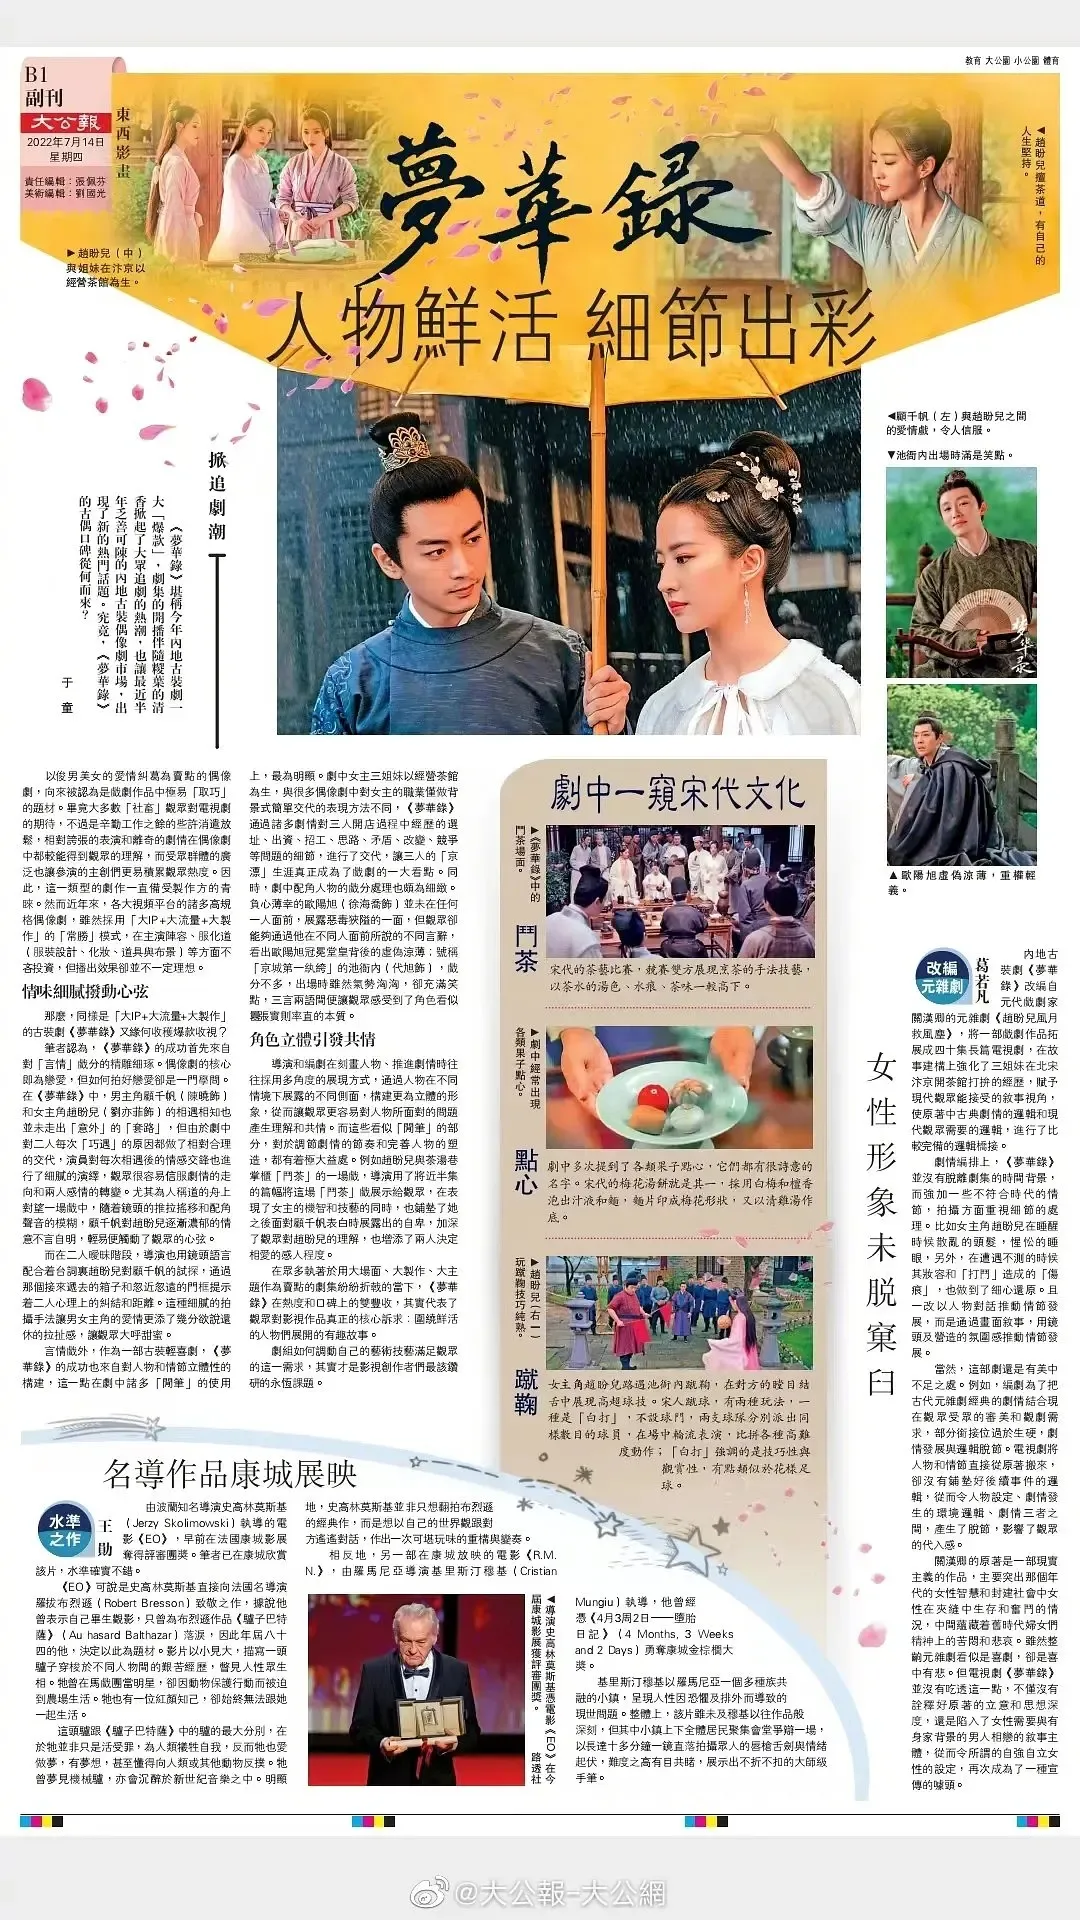 教育 大公園 小公園 體育
B1
副刊
大公報
2022年7月14日
星期四
責任編輯：張佩芬
美術編輯：劉國光
東西影畫
▶趙盼兒（中）
與姐妹在汴京以
經營茶館為生。
夢華錄
◀趙盼兒擅茶道，有自己的
人生堅持。
人物鮮活 細節出彩
◀顧千帆（左）與趙盼兒之間
的愛情戲，令人信服。
▼池衙內出場時滿是笑點。
梦华录
▲歐陽旭虛偽涼薄，重權輕
義。
掀追劇潮
《夢華錄》堪稱今年內地古裝劇一
大「爆款」，劇集的開播伴隨糉葉的清
香掀起了大眾追劇的熱潮，也讓最近半
年乏善可陳的內地古裝偶像劇市場，出
現了新的熱門話題。究竟，《夢華錄》
的古偶口碑從何而來？
于 童
以俊男美女的愛情糾葛為賣點的偶像
劇，向來被認為是戲劇作品中極易「取巧」
的題材。畢竟大多數「社畜」觀眾對電視劇
的期待，不過是辛勤工作之餘的些許消遣放
鬆，相對誇張的表演和離奇的劇情在偶像劇
中都較能得到觀眾的理解，而受眾群體的廣
泛也讓參演的主創們更易積累觀眾熱度。因
此，這一類型的劇作一直備受製作方的青
睞。然而近年來，各大視頻平台的諸多高規
格偶像劇，雖然採用「大IP+大流量+大製
作」的「常勝」模式，在主演陣容、服化道
（服裝設計、化妝、道具與布景）等方面不
吝投資，但播出效果卻並不一定理想。
情味細膩撥動心弦
那麼，同樣是「大IP+大流量+大製作」
的古裝劇《夢華錄》又緣何收穫爆款收視？
筆者認為，《夢華錄》的成功首先來自
對「言情」戲分的精雕細琢。偶像劇的核心
即為戀愛，但如何拍好戀愛卻是一門學問。
在《夢華錄》中，男主角顧千帆（陳曉飾）
和女主角趙盼兒（劉亦菲飾）的相遇相知也
並未走出「意外」的「套路」，但由於劇中
對二人每次「巧遇」的原因都做了相對合理
的交代，演員對每次相遇後的情感交鋒也進
行了細膩的演繹，觀眾很容易信服劇情的走
向和兩人感情的轉變。尤其為人稱道的舟上
對望一場戲中，隨着鏡頭的推拉搖移和配角
聲音的模糊，顧千帆對趙盼兒逐漸濃郁的情
意不言自明，輕易便觸動了觀眾的心弦。
而在二人曖昧階段，導演也用鏡頭語言
配合着台詞裏趙盼兒對顧千帆的試探，通過
那個接來遞去的箱子和忽近忽遠的門框提示
着二人心理上的糾結和距離。這種細膩的拍
攝手法讓男女主角的愛情更添了幾分欲說還
休的拉扯感，讓觀眾大呼甜蜜。
言情戲外，作為一部古裝輕喜劇，《夢
華錄》的成功也來自對人物和情節立體性的
構建，這一點在劇中諸多「閒筆」的使用
上，最為明顯。劇中女主三姐妹以經營茶館
為生，與很多偶像劇中對女主的職業僅做背
景式簡單交代的表現方法不同，《夢華錄》
通過諸多劇情對三人開店過程中經歷的選
址、出資、招工、思路、矛盾、改變、競爭
等問題的細節，進行了交代，讓三人的「京
漂」生涯真正成為了戲劇的一大看點。同
時，劇中配角人物的戲分處理也頗為細緻。
負心薄幸的歐陽旭（徐海喬飾）並未在任何
一人面前，展露惡毒狹隘的一面，但觀眾卻
能夠通過他在不同人面前所說的不同言辭，
看出歐陽旭冠冕堂皇背後的虛偽涼薄；號稱
「京城第一紈絝」的池衙內（代旭飾），戲
分不多，出場時雖然氣勢洶洶，卻充滿笑
點，三言兩語間便讓觀眾感受到了角色看似
囂張實則率直的本質。
角色立體引發共情
導演和編劇在刻畫人物、推進劇情時往
往採用多角度的展現方式，通過人物在不同
情境下展露的不同側面，構建更為立體的形
象，從而讓觀眾更容易對人物所面對的問題
產生理解和共情。而這些看似「閒筆」的部
分，對於調節劇情的節奏和完善人物的塑
造，都有着極大益處。例如趙盼兒與茶湯巷
掌櫃「鬥茶」的一場戲，導演用了將近半集
的篇幅將這場「鬥茶」戲展示給觀眾，在表
現了女主的機智和技藝的同時，也鋪墊了她
之後面對顧千帆表白時展露出的自卑，加深
了觀眾對趙盼兒的理解，也增添了兩人決定
相愛的感人程度。
在眾多執著於用大場面、大製作、大主
題作為賣點的劇集紛紛折戟的當下，《夢華
錄》在熱度和口碑上的雙豐收，其實代表了
觀眾對影視作品真正的核心訴求：圍繞鮮活
的人物們展開的有趣故事。
劇組如何調動自己的藝術技藝滿足觀眾
的這一需求，其實才是影視創作者們最該鑽
研的永恆課題。
劇中一窺宋代文化
▶《夢華錄》中的
鬥茶場面。
鬥茶
宋代的茶藝比賽，競賽雙方展現烹茶的手法技藝，
以茶水的湯色、水痕、茶味一較高下。
▶劇中經常出現
各類果子點心。
點心
劇中多次提到了各類果子點心，它們都有很詩意的
名字。宋代的梅花湯餅就是其一，採用白梅和檀香
泡出汁液和麵，麵片印成梅花形狀，又以清雞湯作
底。
▶趙盼兒（右一）
玩蹴鞠技巧純熟。
蹴鞠
女主角趙盼兒路過池衙內蹴鞠，在對方的瞠目結
舌中展現高超球技。宋人蹴球，有兩種玩法，一
種是「白打」，不設球門，兩支球隊分別派出同
樣數目的球員，在場中輪流表演，比拼各種高難
度動作；「白打」強調的是技巧性與
觀賞性，有點類似於花樣足
球。
改編
元雜劇
葛若凡
女性形象未脫窠臼
內地古
裝劇《夢華
錄》改編自
元代戲劇家
關漢卿的元雜劇《趙盼兒風月
救風塵》，將一部戲劇作品拓
展成四十集長篇電視劇，在故
事建構上強化了三姐妹在北宋
汴京開茶館打拚的經歷，賦予
現代觀眾能接受的敘事視角，
使原著中古典劇情的邏輯和現
代觀眾需要的邏輯，進行了比
較完備的邏輯橋接。
劇情編排上，《夢華錄》
並沒有脫離劇集的時間背景，
而強加一些不符合時代的情
節，拍攝方面重視細節的處
理。比如女主角趙盼兒在睡醒
時候散亂的頭髮，惺忪的睡
眼，另外，在遭遇不測的時候
其妝容和「打鬥」造成的「傷
痕」，也做到了細心還原。且
一改以人物對話推動情節發
展，而是通過畫面敘事，用鏡
頭及營造的氛圍感推動情節發
展。
當然，這部劇還是有美中
不足之處。例如，編劇為了把
古代元雜劇經典的劇情結合現
在觀眾受眾的審美和觀劇需
求，部分銜接位過於生硬，劇
情發展與邏輯脫節。電視劇將
人物和情節直接從原著搬來，
卻沒有鋪墊好後續事件的邏
輯，從而令人物設定、劇情發
生的環境邏輯、劇情三者之
間，產生了脫節，影響了觀眾
的代入感。
關漢卿的原著是一部現實
主義的作品，主要突出那個年
代的女性智慧和封建社會中女
性在夾縫中生存和奮鬥的情
況，中間蘊藏着舊時代婦女們
精神上的苦悶和悲哀。雖然整
齣元雜劇看似是喜劇，卻是喜
中有悲。但電視劇《夢華錄》
並沒有吃透這一點，不僅沒有
詮釋好原著的立意和思想深
度，還是陷入了女性需要與有
身家背景的男人相戀的敘事主
體，從而令所謂的自強自立女
性的設定，再次成為了一種宣
傳的噱頭。
名導作品康城展映
水準
之作
王 勛
由波蘭知名導演史高林莫斯基
（Jerzy Skolimowski）執導的電
影《EO》，早前在法國康城影展
奪得評審團獎。筆者已在康城欣賞
該片，水準確實不錯。
《EO》可說是史高林莫斯基直接向法國名導演
羅拔布烈遜（Robert Bresson）致敬之作，據說他
曾表示自己畢生觀影，只曾為布烈遜作品《驢子巴特
薩》（Au hasard Balthazar）落淚，因此年屆八十
四的他，決定以此為題材。影片以小見大，描寫一頭
驢子穿梭於不同人物間的艱苦經歷，瞥見人性眾生
相。牠曾在馬戲團當明星，卻因動物保護行動而被迫
到農場生活。牠也有一位紅顏知己，卻始終無法跟她
一起生活。
這頭驢跟《驢子巴特薩》中的驢的最大分別，在
於牠並非只是活受罪，為人類犧牲自我，反而牠也愛
做夢，有夢想，甚至懂得向人類或其他動物反撲。牠
曾夢見機械驢，亦會沉醉於新世紀音樂之中。明顯
地，史高林莫斯基並非只想翻拍布烈遜
的經典作，而是想以自己的世界觀跟對
方遙遙對話，作出一次可堪玩味的重構與變奏。
相反地，另一部在康城放映的電影《R.M.
N.》，由羅馬尼亞導演基里斯汀穆基（Cristian
Mungiu）執導，他曾經
憑《4月3周2日──墮胎
日記》（4 Months, 3 Weeks
and 2 Days）勇奪康城金棕櫚大
獎。
基里斯汀穆基以羅馬尼亞一個多種族共
融的小鎮，呈現人性因恐懼及排外而導致的
現世問題。整體上，該片雖未及穆基以往作品般
深刻，但其中小鎮上下全體居民聚集會堂爭辯一場，
以長達十多分鐘一鏡直落拍攝眾人的唇槍舌劍與情緒
起伏，難度之高有目共睹，展示出不折不扣的大師級
手筆。
◀導演史高林莫斯基憑電影《EO》在今
屆康城影展獲評審團獎。 路透社
@大公報-大公網